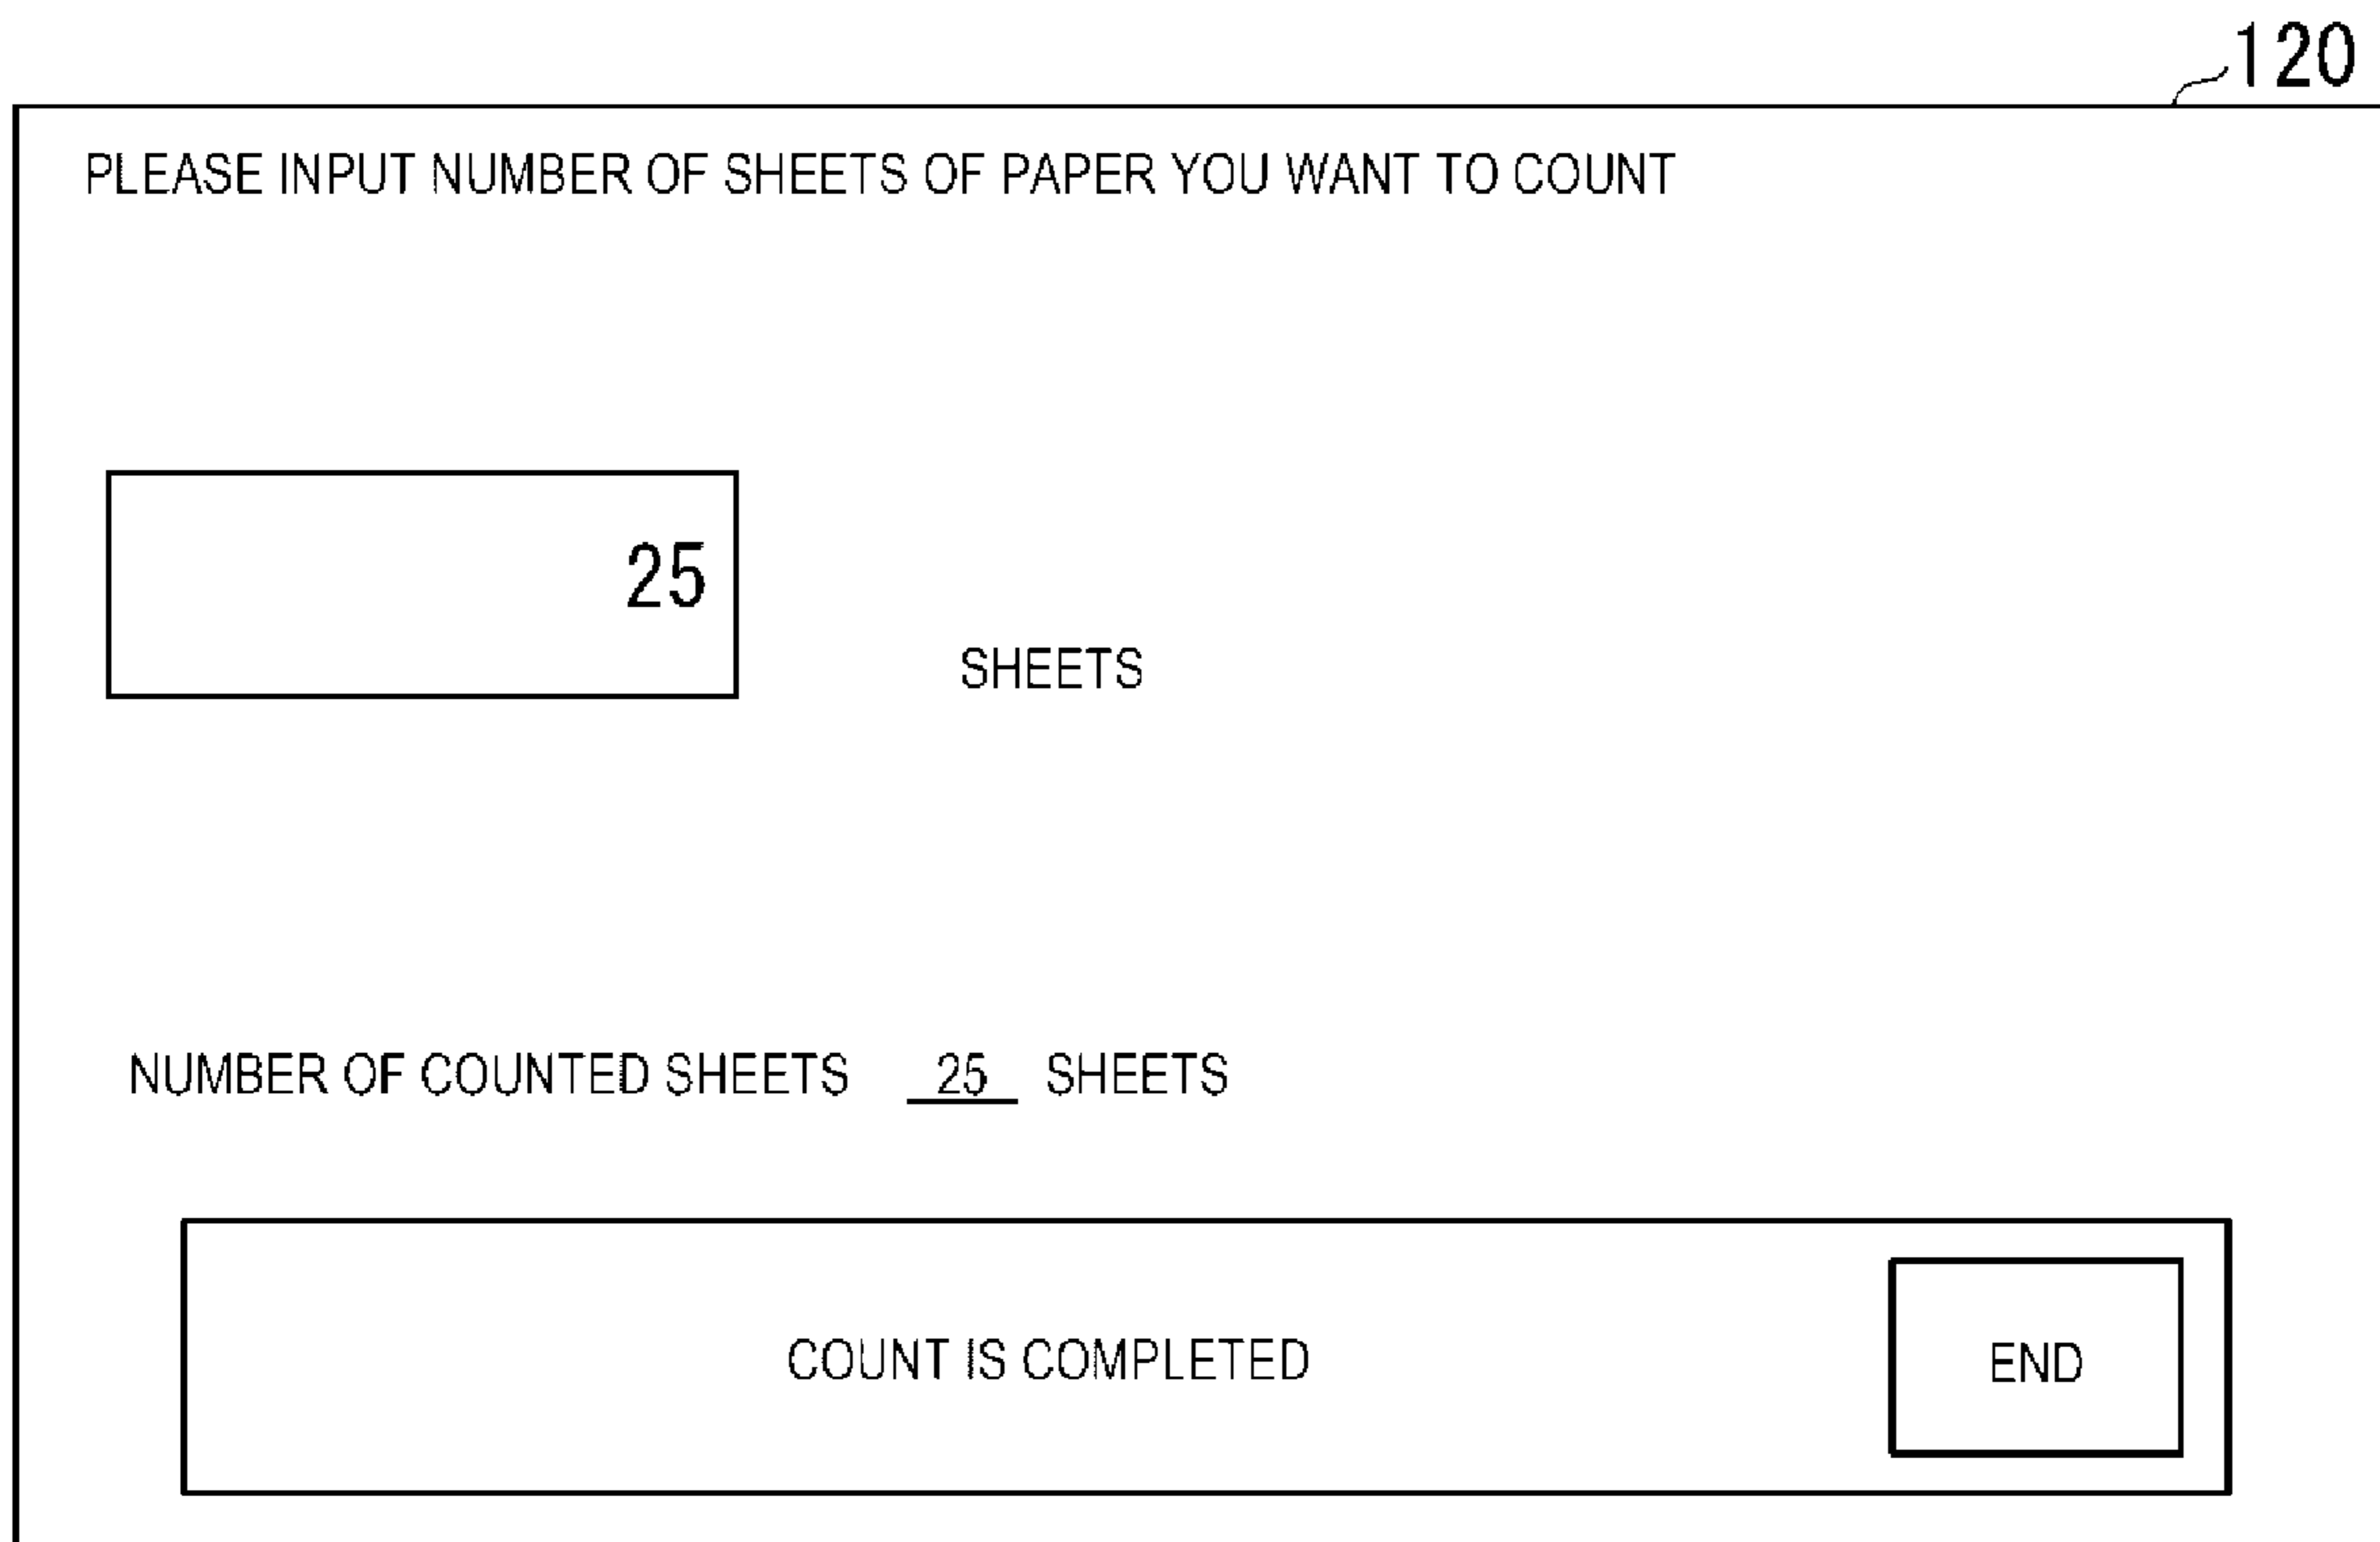 120
PLEASE INPUT NUMBER OF SHEETS OF PAPER YOU WANT TO COUNT
25
SHEETS
NUMBER OF COUNTED SHEETS 25 SHEETS
COUNT IS COMPLETED
END